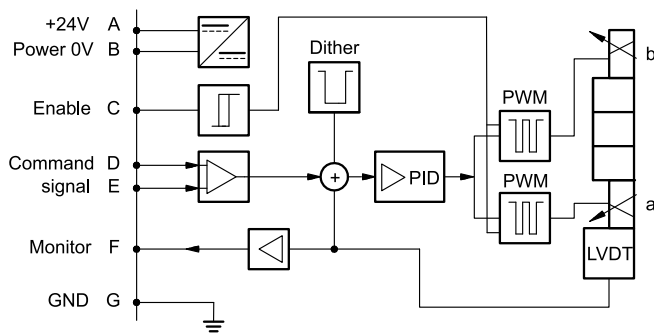 +24V A
Power 0V B
Dither
b
Enable C
PWM
Command D
signal E
+
PID
PWM
a
Monitor F
LVDT
GND G